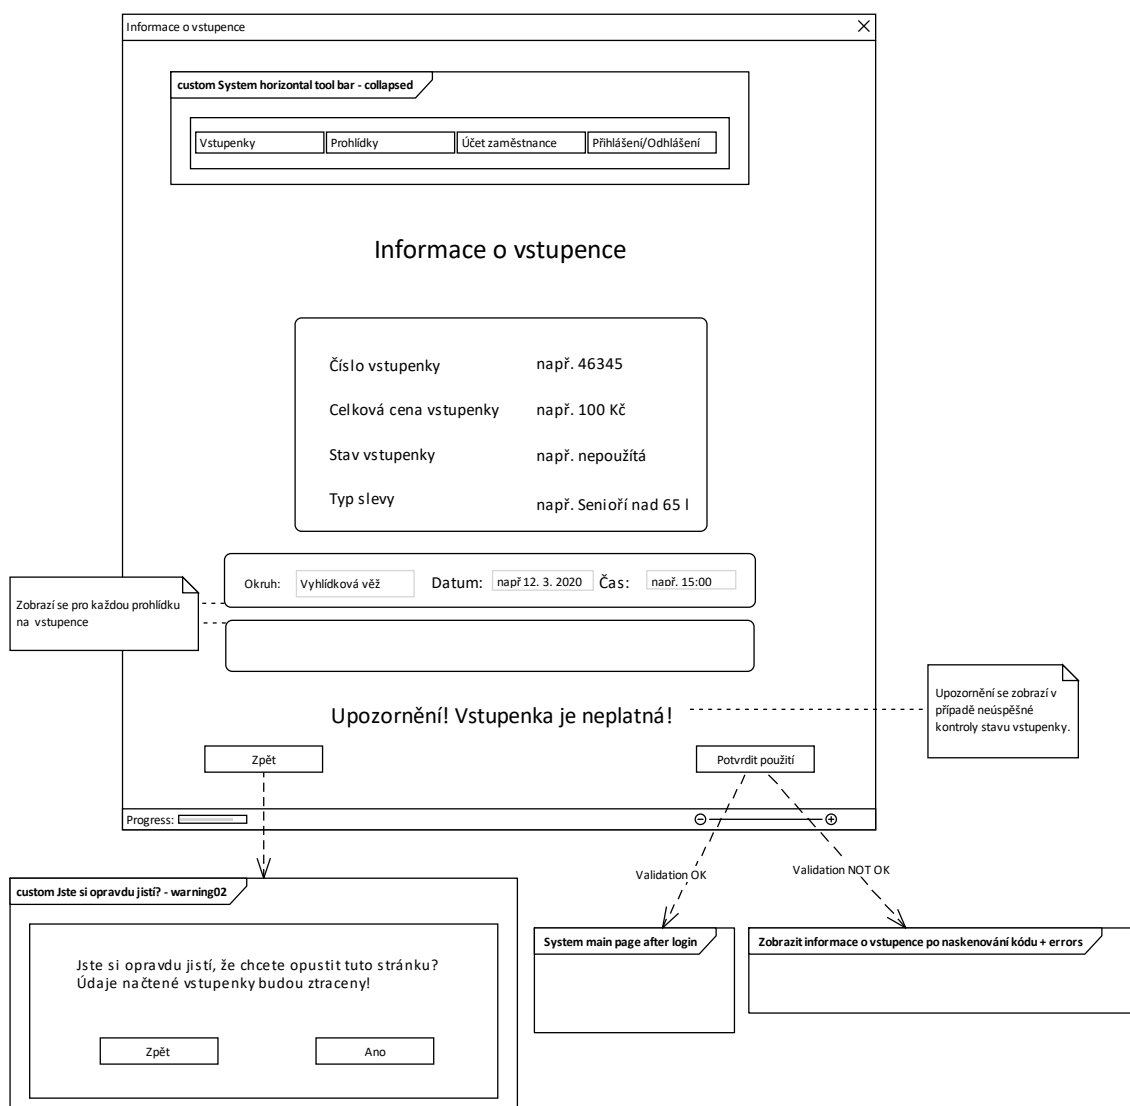 Informace o vstupence
custom System horizontal tool bar - collapsed
Vstupenky
Prohlídky
Účet zaměstnance
Přihlášení/Odhlášení
Informace o vstupence
Číslo vstupenky
např. 46345
Celková cena vstupenky
např. 100 Kč
Stav vstupenky
např. nepoužítá
Typ slevy
např. Senioří nad 65 l
Okruh:
Vyhlídková věž
Datum:
např 12. 3. 2020
Čas:
např. 15:00
Zobrazí se pro každou prohlídku
na vstupence
Upozornění! Vstupenka je neplatná!
Upozornění se zobrazí v
případě neúspěšné
kontroly stavu vstupenky.
Zpět
Potvrdit použití
Progress:
Validation OK
Validation NOT OK
custom Jste si opravdu jistí? - warning02
Jste si opravdu jistí, že chcete opustit tuto stránku?
Údaje načtené vstupenky budou ztraceny!
Zpět
Ano
System main page after login
Zobrazit informace o vstupence po naskenování kódu + errors